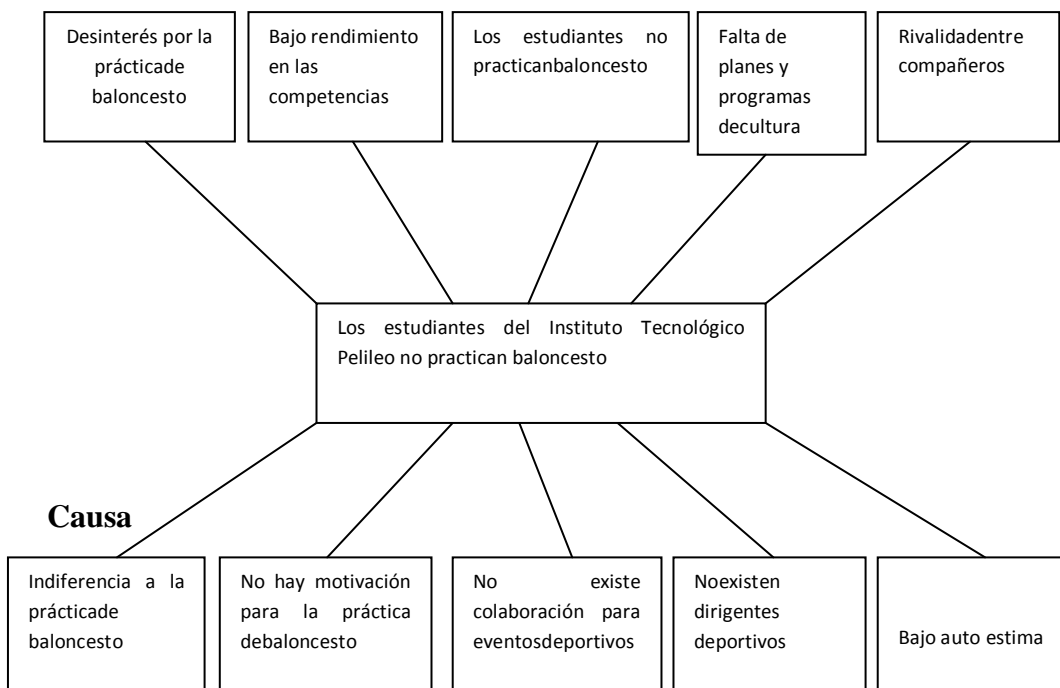 Desinterés por la
prácticade
baloncesto
Bajo rendimiento
en las
competencias
Los estudiantes no
practicanbaloncesto
Falta de
planes y
programas
decultura
Rivalidadentre
compañeros
Los estudiantes del Instituto Tecnológico
Pelileo no practican baloncesto
Causa
Indiferencia a la
prácticade
baloncesto
No hay motivación
para la práctica
debaloncesto
No existe
colaboración para
eventosdeportivos
Noexisten
dirigentes
deportivos
Bajo auto estima